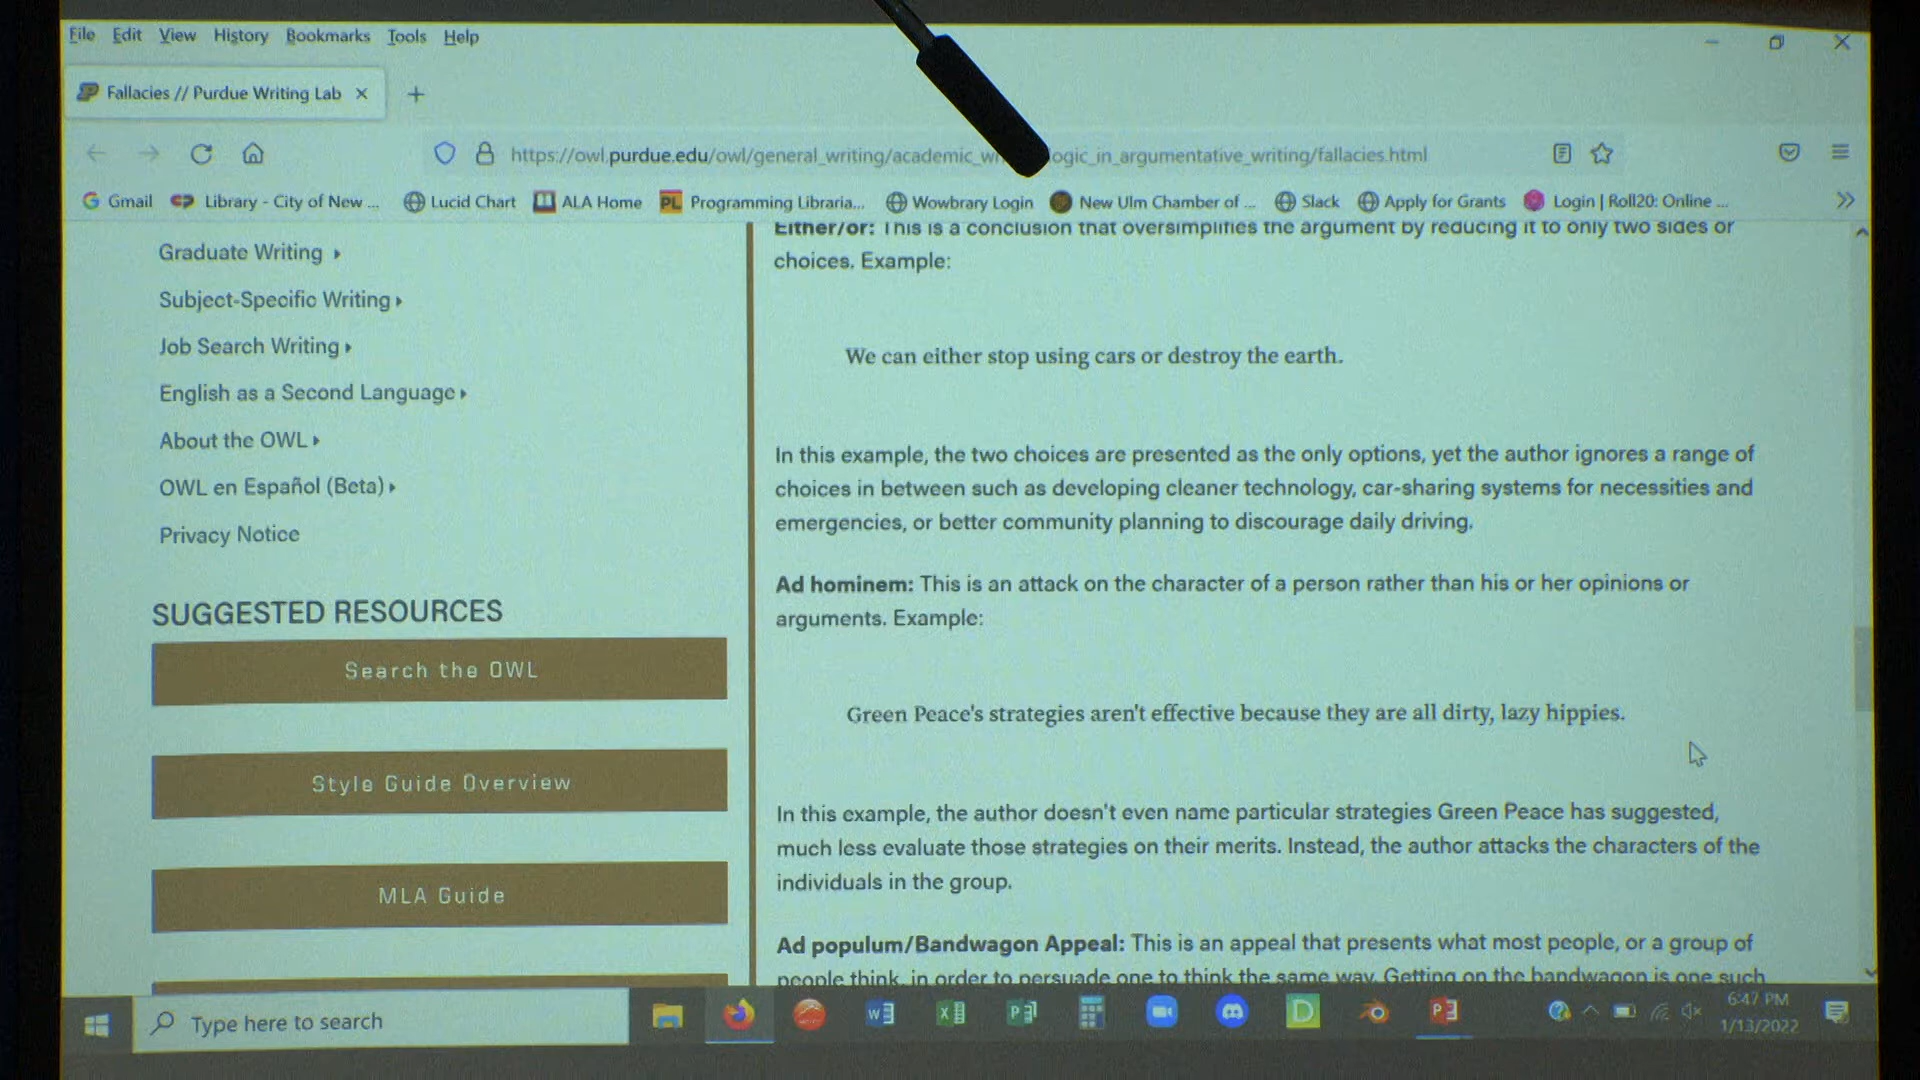 File Edit View History Bookmarks Tools Help
Fallacies // Purdue Writing Lab
https://owl.purdue.edu/owl/general_writing/academic_wr logic_in_argumentative_writing/fallacies.html
Gmail Library - City of New ... Lucid Chart ALA Home PL Programming Libraria... Wowbrary Login New Ulm Chamber of ... Slack Apply for Grants Login | Roll20: Online ...
Graduate Writing
Subject-Specific Writing
Job Search Writing
English as a Second Language
About the OWL
OWL en Español (Beta)
Privacy Notice
SUGGESTED RESOURCES
Search the OWL
Style Guide Overview
MLA Guide
Either/or: This is a conclusion that oversimplifies the argument by reducing it to only two sides or
choices. Example:
We can either stop using cars or destroy the earth.
In this example, the two choices are presented as the only options, yet the author ignores a range of
choices in between such as developing cleaner technology, car-sharing systems for necessities and
emergencies, or better community planning to discourage daily driving.
Ad hominem: This is an attack on the character of a person rather than his or her opinions or
arguments. Example:
Green Peace's strategies aren't effective because they are all dirty, lazy hippies.
In this example, the author doesn't even name particular strategies Green Peace has suggested,
much less evaluate those strategies on their merits. Instead, the author attacks the characters of the
individuals in the group.
Ad populum/Bandwagon Appeal: This is an appeal that presents what most people, or a group of
people think, in order to persuade one to think the same way. Getting on the bandwagon is one such
Type here to search
6:47 PM
1/13/2022